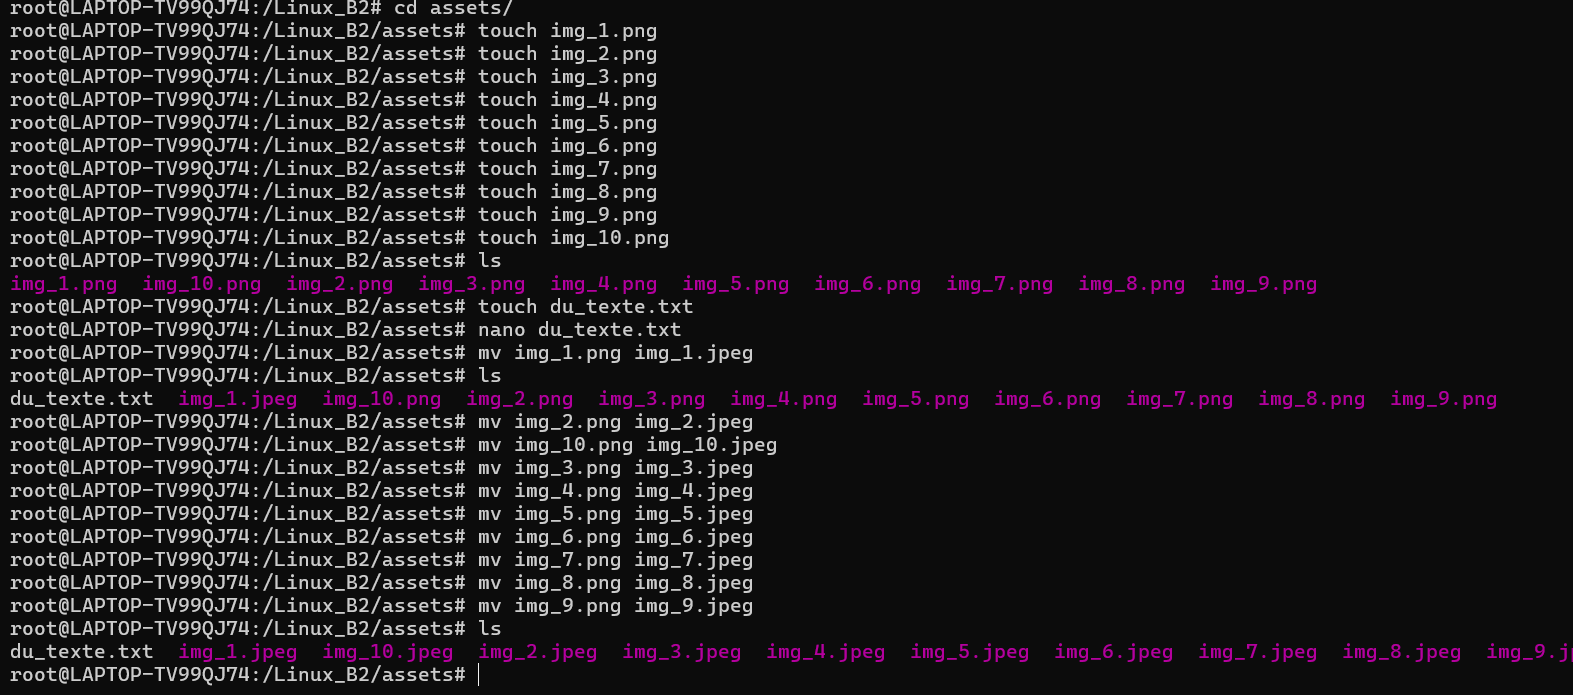 root@LAPTOP-TV99QJ74:/Linux_B2# cd assets/
root@LAPTOP-TV99QJ74:/Linux_B2/assets# touch img_1.png
root@LAPTOP-TV99QJ74:/Linux_B2/assets# touch img_2.png
root@LAPTOP-TV99QJ74:/Linux_B2/assets# touch img_3.png
root@LAPTOP-TV99QJ74:/Linux_B2/assets# touch img_4.png
root@LAPTOP-TV99QJ74:/Linux_B2/assets# touch img_5.png
root@LAPTOP-TV99QJ74:/Linux_B2/assets# touch img_6.png
root@LAPTOP-TV99QJ74:/Linux_B2/assets# touch img_7.png
root@LAPTOP-TV99QJ74:/Linux_B2/assets# touch img_8.png
root@LAPTOP-TV99QJ74:/Linux_B2/assets# touch img_9.png
root@LAPTOP-TV99QJ74:/Linux_B2/assets# touch img_10.png
root@LAPTOP-TV99QJ74:/Linux_B2/assets# ls
img_1.png  img_10.png  img_2.png  img_3.png  img_4.png  img_5.png  img_6.png  img_7.png  img_8.png  img_9.png
root@LAPTOP-TV99QJ74:/Linux_B2/assets# touch du_texte.txt
root@LAPTOP-TV99QJ74:/Linux_B2/assets# nano du_texte.txt
root@LAPTOP-TV99QJ74:/Linux_B2/assets# mv img_1.png img_1.jpeg
root@LAPTOP-TV99QJ74:/Linux_B2/assets# ls
du_texte.txt  img_1.jpeg  img_10.png  img_2.png  img_3.png  img_4.png  img_5.png  img_6.png  img_7.png  img_8.png  img_9.png
root@LAPTOP-TV99QJ74:/Linux_B2/assets# mv img_2.png img_2.jpeg
root@LAPTOP-TV99QJ74:/Linux_B2/assets# mv img_10.png img_10.jpeg
root@LAPTOP-TV99QJ74:/Linux_B2/assets# mv img_3.png img_3.jpeg
root@LAPTOP-TV99QJ74:/Linux_B2/assets# mv img_4.png img_4.jpeg
root@LAPTOP-TV99QJ74:/Linux_B2/assets# mv img_5.png img_5.jpeg
root@LAPTOP-TV99QJ74:/Linux_B2/assets# mv img_6.png img_6.jpeg
root@LAPTOP-TV99QJ74:/Linux_B2/assets# mv img_7.png img_7.jpeg
root@LAPTOP-TV99QJ74:/Linux_B2/assets# mv img_8.png img_8.jpeg
root@LAPTOP-TV99QJ74:/Linux_B2/assets# mv img_9.png img_9.jpeg
root@LAPTOP-TV99QJ74:/Linux_B2/assets# ls
du_texte.txt  img_1.jpeg  img_10.jpeg  img_2.jpeg  img_3.jpeg  img_4.jpeg  img_5.jpeg  img_6.jpeg  img_7.jpeg  img_8.jpeg
root@LAPTOP-TV99QJ74:/Linux_B2/assets#